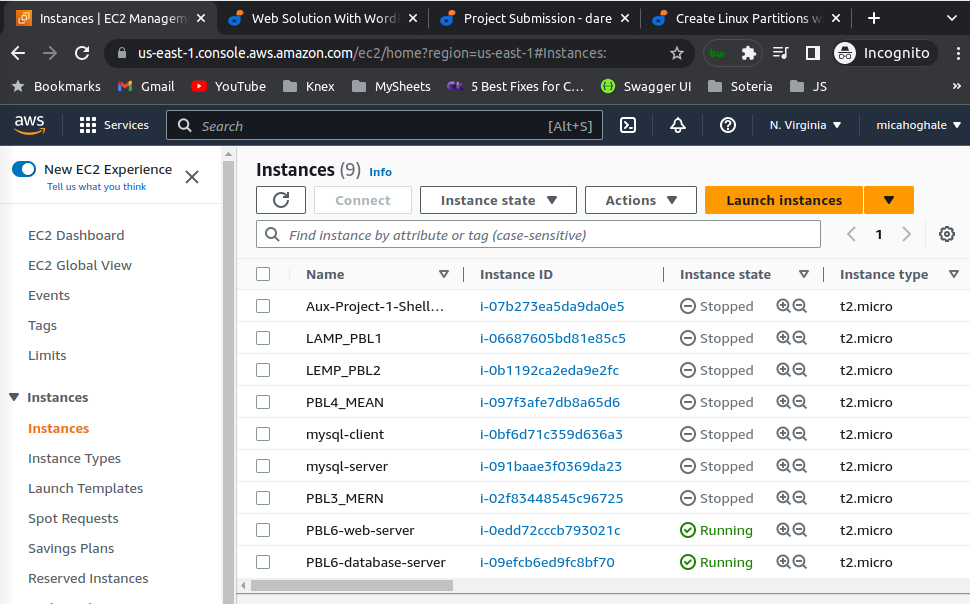 Instances | EC2 Managem
Web Solution With Word
Project Submission - dare
Create Linux Partitions w
us-east-1.console.aws.amazon.com/ec2/home?region=us-east-1#Instances:
Incognito
Bookmarks
Gmail
YouTube
Knex
MySheets
5 Best Fixes for C...
Swagger UI
Soteria
JS
aws
Services
Search
[Alt+S]
N. Virginia
micahoghale
New EC2 Experience
Tell us what you think
EC2 Dashboard
EC2 Global View
Events
Tags
Limits
Instances
Instances
Instance Types
Launch Templates
Spot Requests
Savings Plans
Reserved Instances
Instances (9) Info
Connect
Instance state
Actions
Launch instances
Find instance by attribute or tag (case-sensitive)
1
Name Instance ID Instance state Instance type
Aux-Project-1-Shell... i-07b273ea5da9da0e5 Stopped t2.micro
LAMP_PBL1 i-06687605bd81e85c5 Stopped t2.micro
LEMP_PBL2 i-0b1192ca2eda9e2fc Stopped t2.micro
PBL4_MEAN i-097f3afe7db8a65d6 Stopped t2.micro
mysql-client i-0bf6d71c359d636a3 Stopped t2.micro
mysql-server i-091baae3f0369da23 Stopped t2.micro
PBL3_MERN i-02f83448545c96725 Stopped t2.micro
PBL6-web-server i-0edd72cccb793021c Running t2.micro
PBL6-database-server i-09efcb6ed9fc8bf70 Running t2.micro